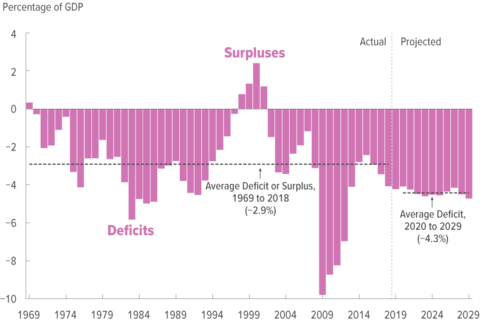 Percentage of GDP
4
Actual
Projected
Surpluses
2
0
−2
−4
Average Deficit or Surplus,
1969 to 2018
(−2.9%)
Average Deficit,
2020 to 2029
(−4.3%)
Deficits
−6
−8
−10
1969 1974 1979 1984 1989 1994 1999 2004 2009 2014 2019 2024 2029